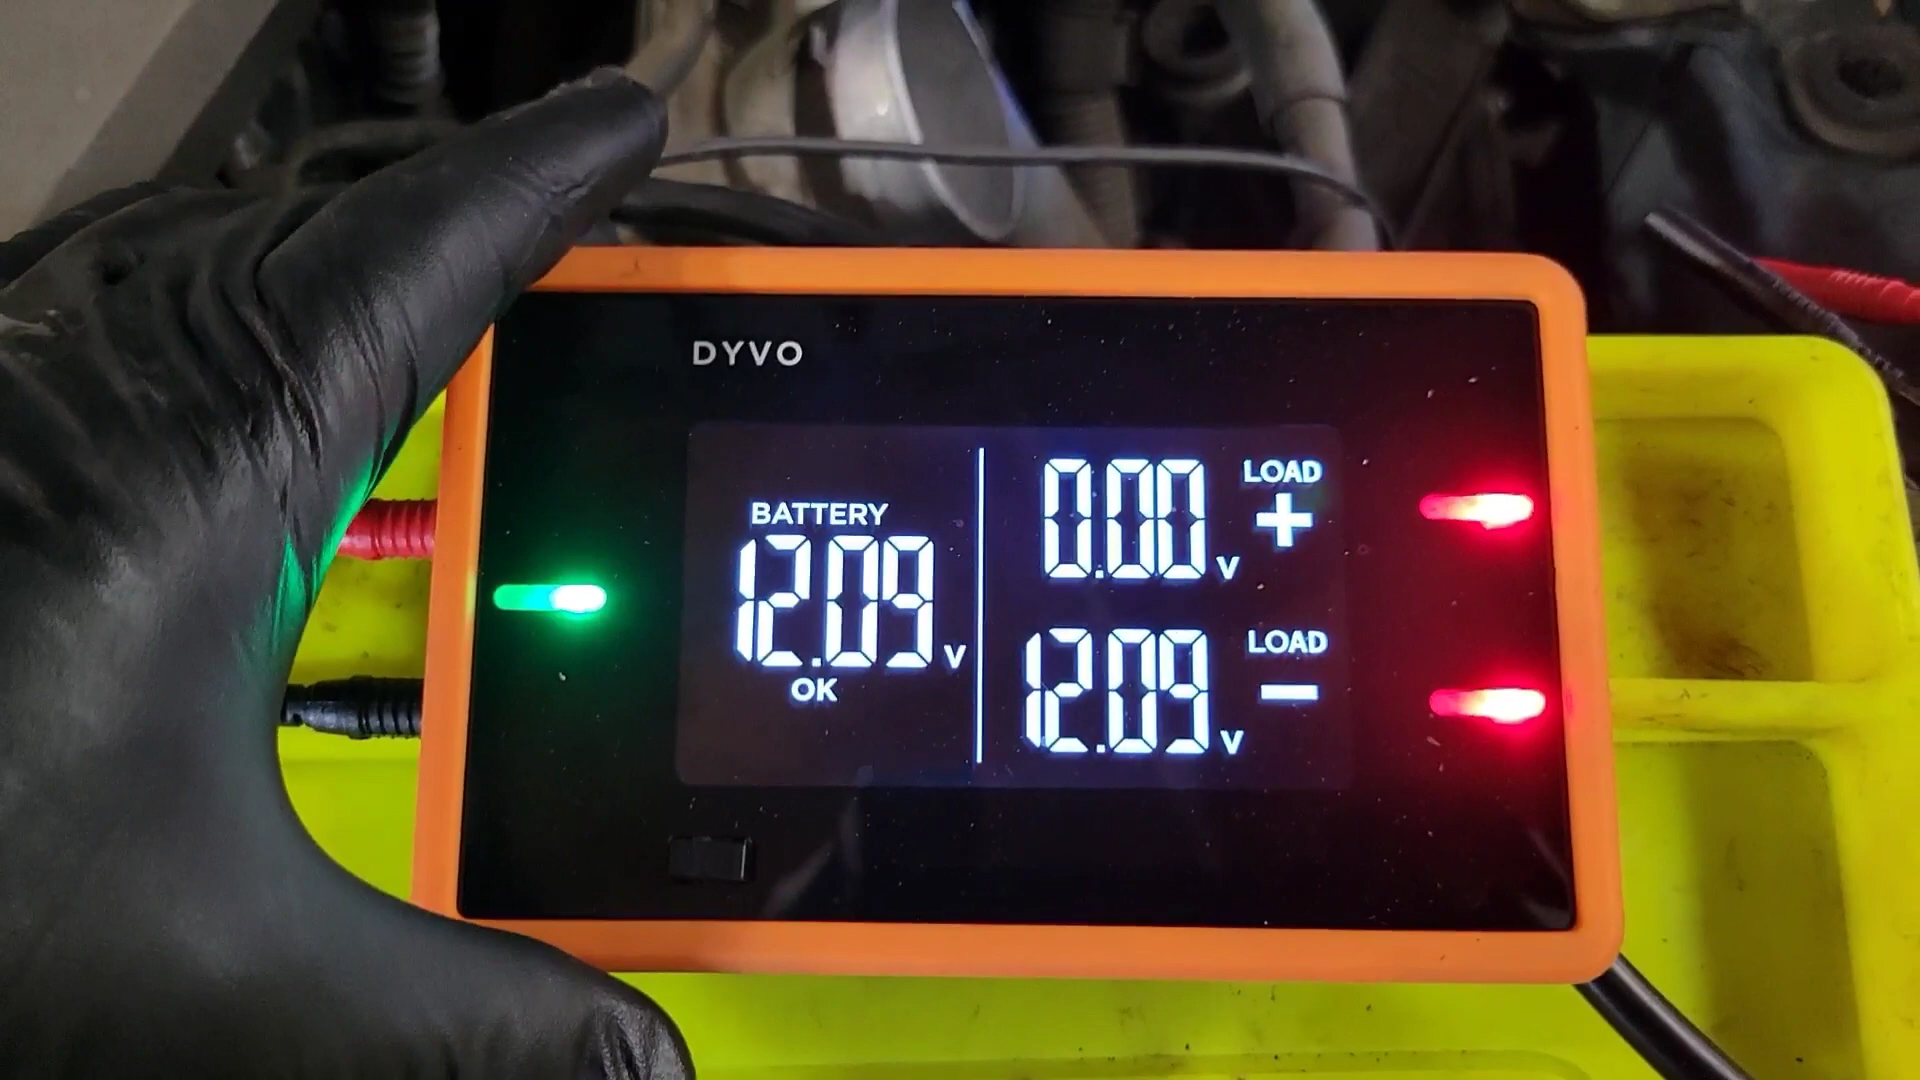 DYVO
BATTERY
12.09 V
OK
0.00 V
LOAD
+
12.09 V
LOAD
−